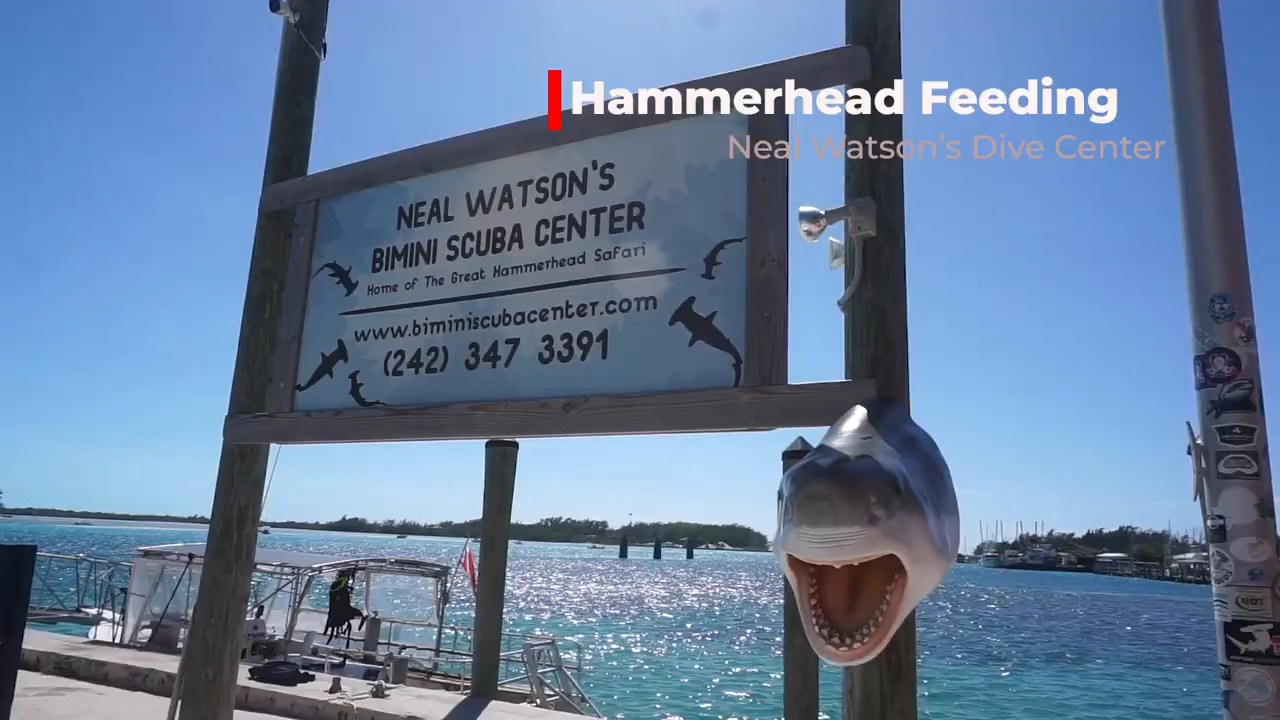 Hammerhead Feeding
Neal Watson's Dive Center
NEAL WATSON'S
BIMINI SCUBA CENTER
Home of The Great Hammerhead Safari
www.biminiscubacenter.com
(242) 347 3391